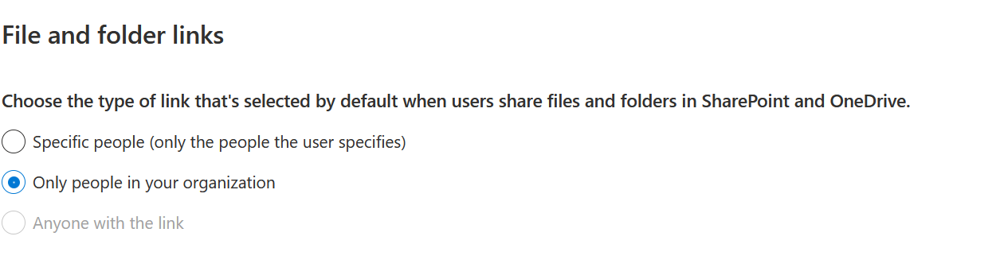 File and folder links
Choose the type of link that's selected by default when users share files and folders in SharePoint and OneDrive.
Specific people (only the people the user specifies)
Only people in your organization
Anyone with the link